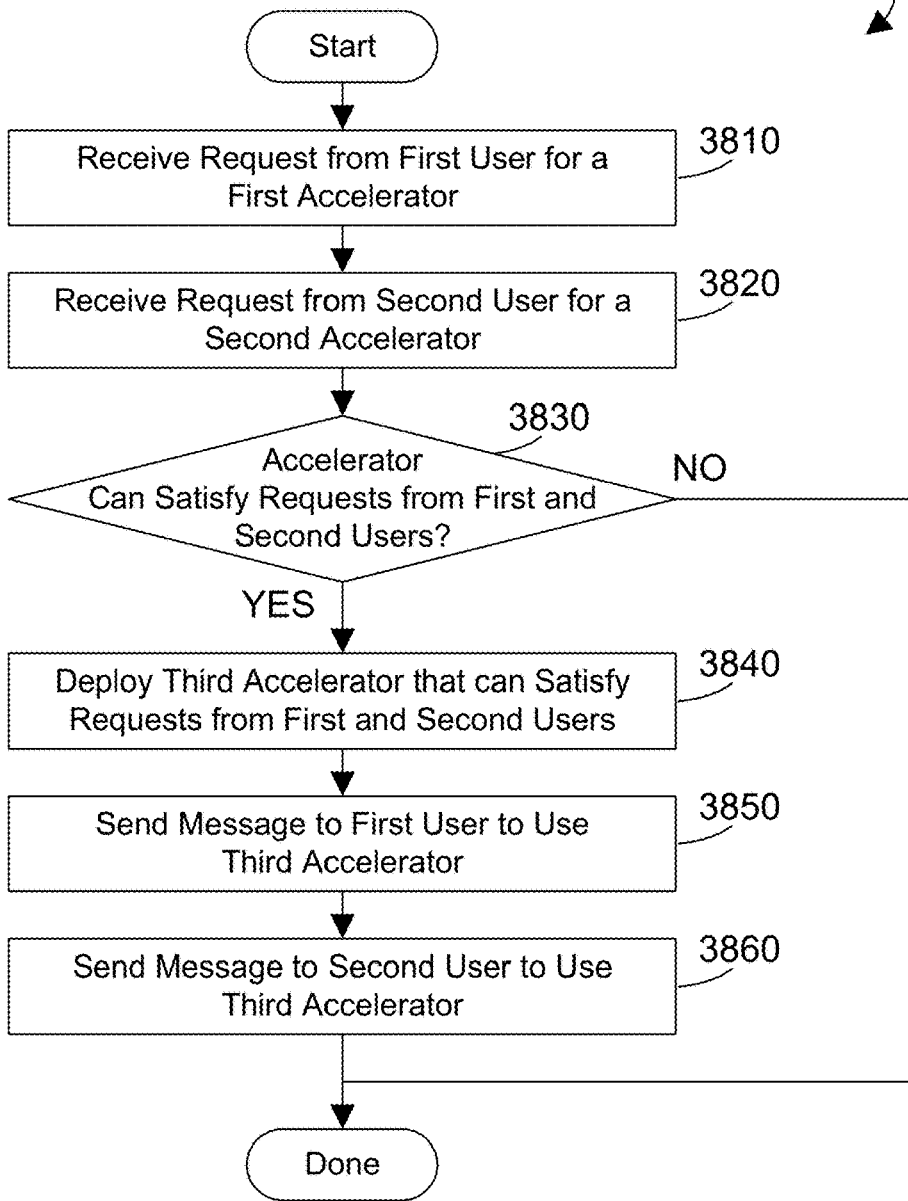 Start
Receive Request from First User for a
First Accelerator
3810
Receive Request from Second User for a
Second Accelerator
3820
3830
Accelerator
Can Satisfy Requests from First and
Second Users?
NO
YES
Deploy Third Accelerator that can Satisfy
Requests from First and Second Users
3840
Send Message to First User to Use
Third Accelerator
3850
Send Message to Second User to Use
Third Accelerator
3860
Done